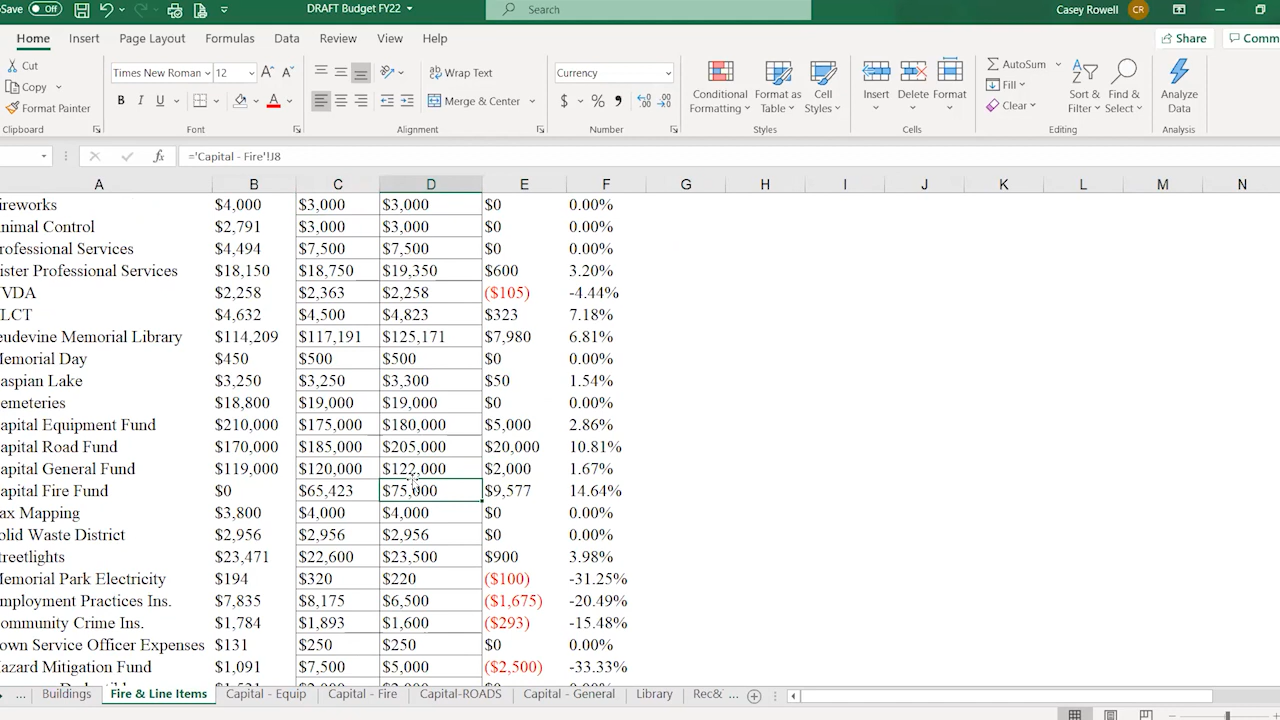 Save Off DRAFT Budget FY22 Search Casey Rowell CR
Home Insert Page Layout Formulas Data Review View Help Share Comm
Cut Times New Roman 12 Wrap Text Currency AutoSum
Copy Fill
Format Painter B I U Merge & Center $ % Conditional Formatting Format as Table Cell Styles Insert Delete Format Clear Sort & Filter Find & Select Analyze Data
Clipboard Font Alignment Number Styles Cells Editing Analysis
fx ='Capital - Fire'!J8
A B C D E F G H I J K L M N
ireworks $4,000 $3,000 $3,000 $0 0.00%
nimal Control $2,791 $3,000 $3,000 $0 0.00%
rofessional Services $4,494 $7,500 $7,500 $0 0.00%
ister Professional Services $18,150 $18,750 $19,350 $600 3.20%
VDA $2,258 $2,363 $2,258 ($105) -4.44%
LCT $4,632 $4,500 $4,823 $323 7.18%
eudevine Memorial Library $114,209 $117,191 $125,171 $7,980 6.81%
emorial Day $450 $500 $500 $0 0.00%
aspian Lake $3,250 $3,250 $3,300 $50 1.54%
emeteries $18,800 $19,000 $19,000 $0 0.00%
apital Equipment Fund $210,000 $175,000 $180,000 $5,000 2.86%
apital Road Fund $170,000 $185,000 $205,000 $20,000 10.81%
apital General Fund $119,000 $120,000 $122,000 $2,000 1.67%
apital Fire Fund $0 $65,423 $75,000 $9,577 14.64%
ax Mapping $3,800 $4,000 $4,000 $0 0.00%
olid Waste District $2,956 $2,956 $2,956 $0 0.00%
treetlights $23,471 $22,600 $23,500 $900 3.98%
Memorial Park Electricity $194 $320 $220 ($100) -31.25%
mployment Practices Ins. $7,835 $8,175 $6,500 ($1,675) -20.49%
ommunity Crime Ins. $1,784 $1,893 $1,600 ($293) -15.48%
own Service Officer Expenses $131 $250 $250 $0 0.00%
azard Mitigation Fund $1,091 $7,500 $5,000 ($2,500) -33.33%
... Buildings Fire & Line Items Capital - Equip Capital - Fire Capital-ROADS Capital - General Library Rec& ...